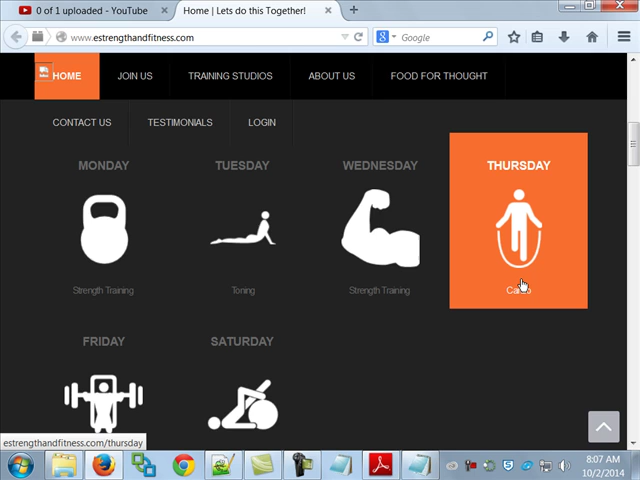 0 of 1 uploaded - YouTube
Home | Lets do this Together!
www.estrengthandfitness.com
Google
HOME
JOIN US
TRAINING STUDIOS
ABOUT US
FOOD FOR THOUGHT
CONTACT US
TESTIMONIALS
LOGIN
MONDAY
TUESDAY
WEDNESDAY
THURSDAY
Strength Training
Toning
Strength Training
FRIDAY
SATURDAY
estrengthandfitness.com/thursday
8:07 AM
10/2/2014